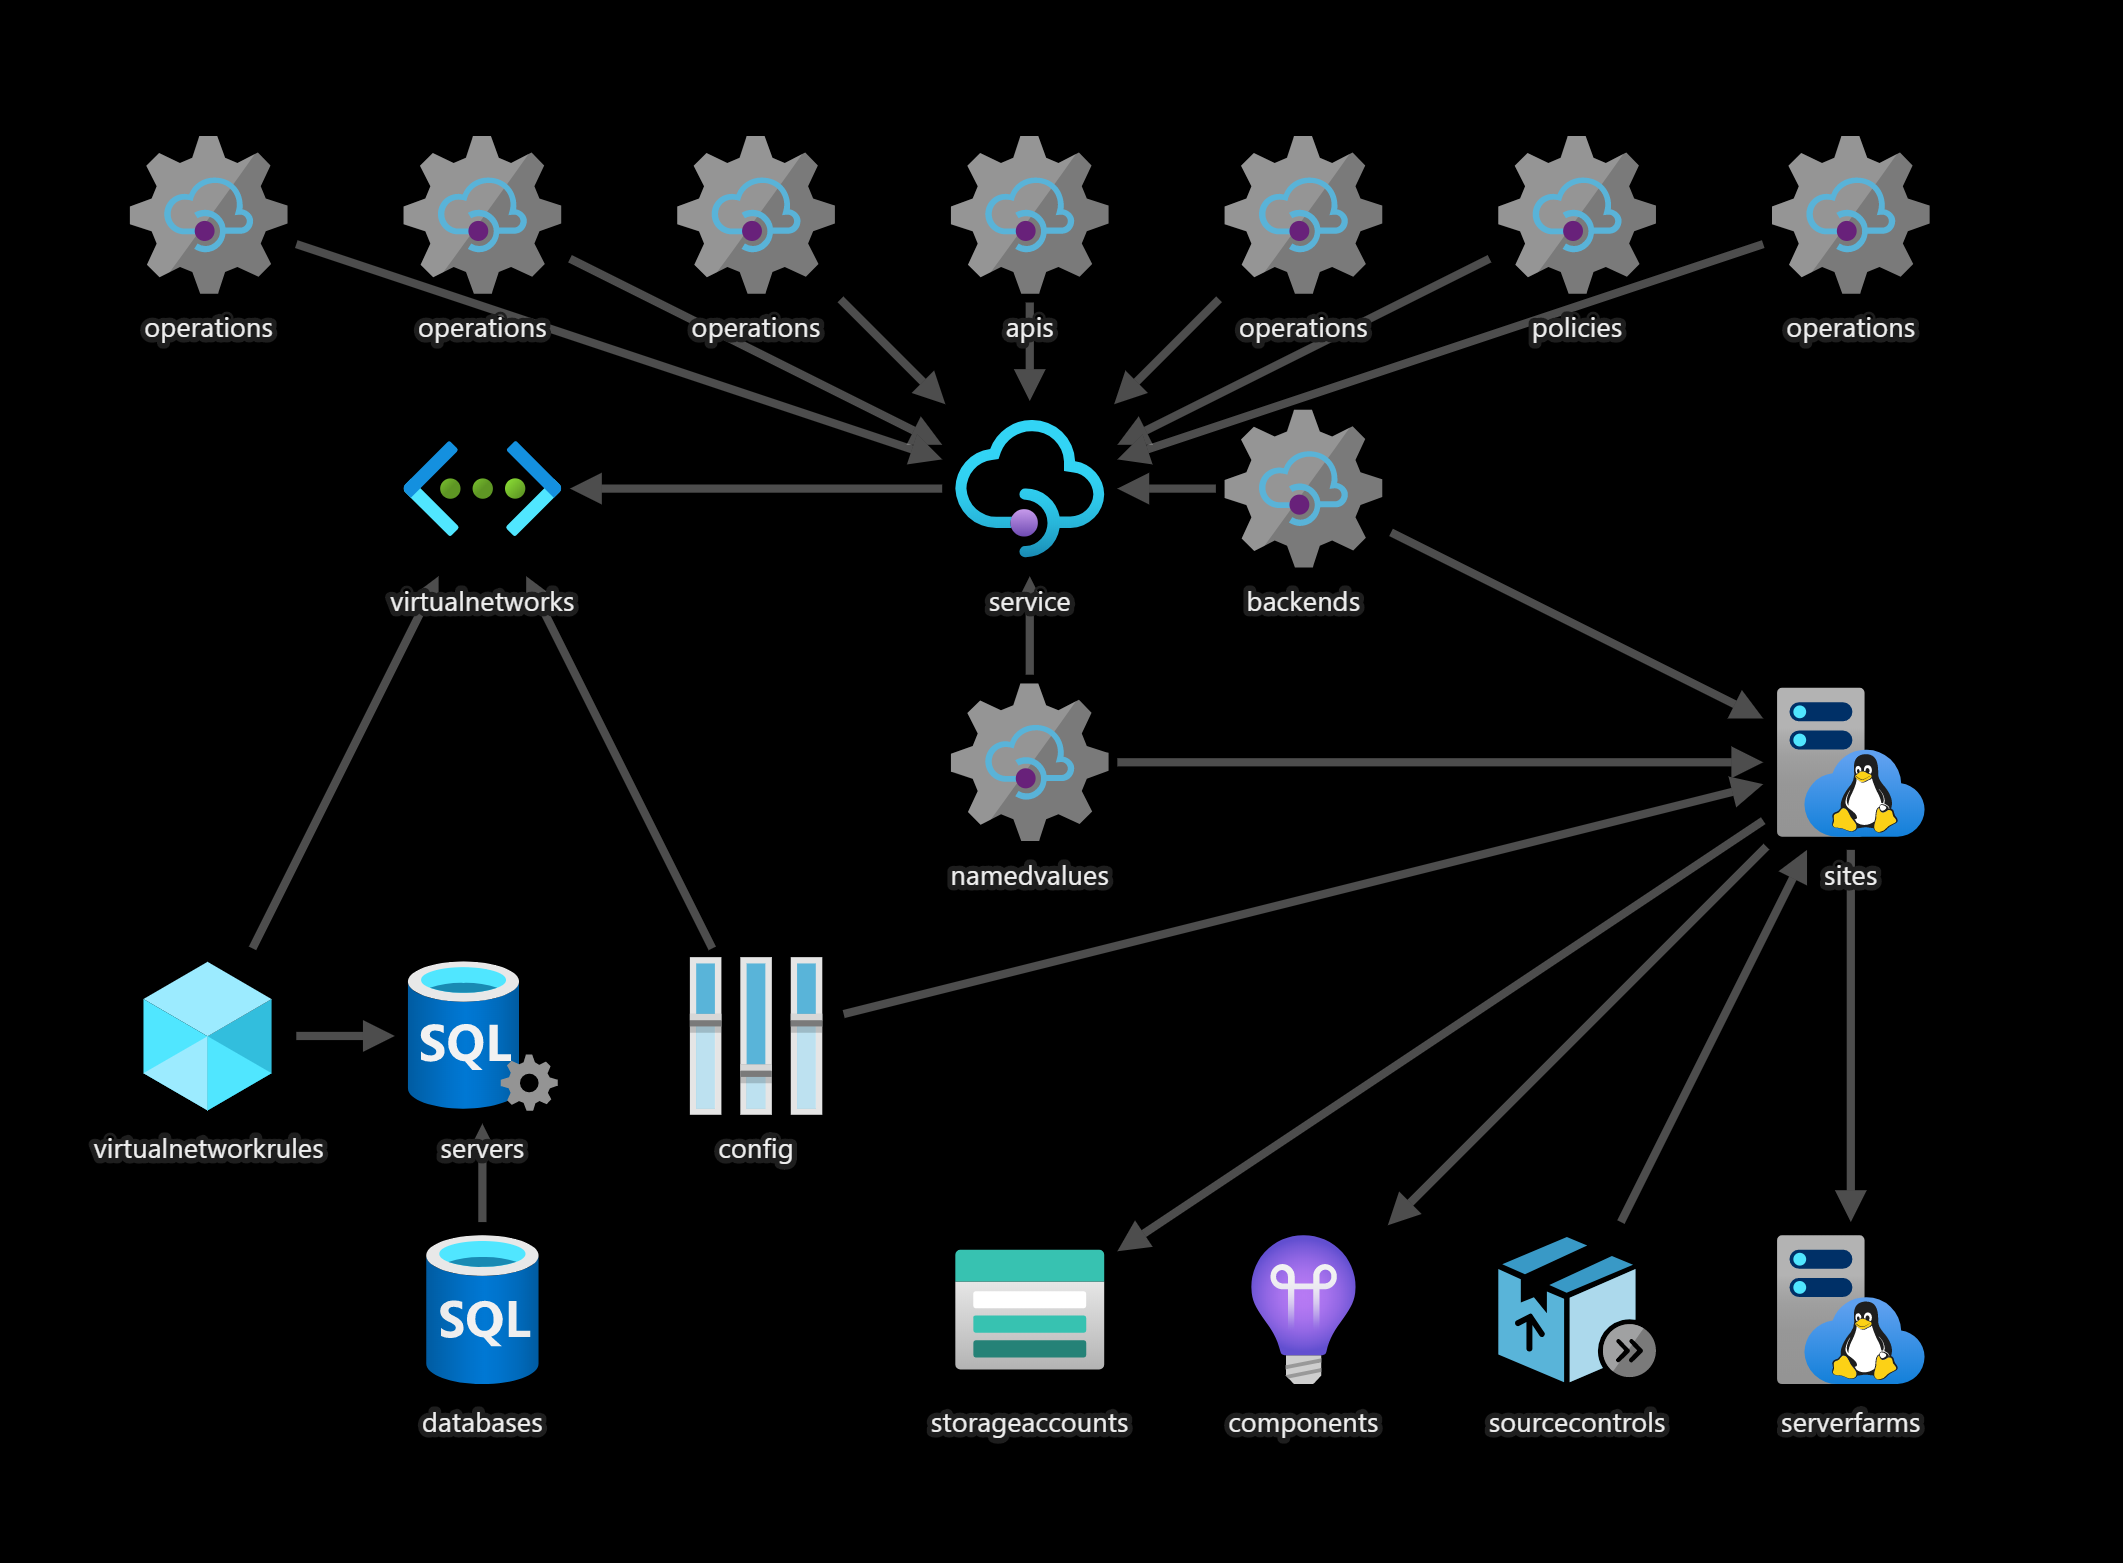 operations
operations
operations
apis
operations
policies
operations
virtualnetworks
service
backends
namedvalues
sites
SQL
virtualnetworkrules
servers
config
SQL
databases
storageaccounts
components
sourcecontrols
serverfarms